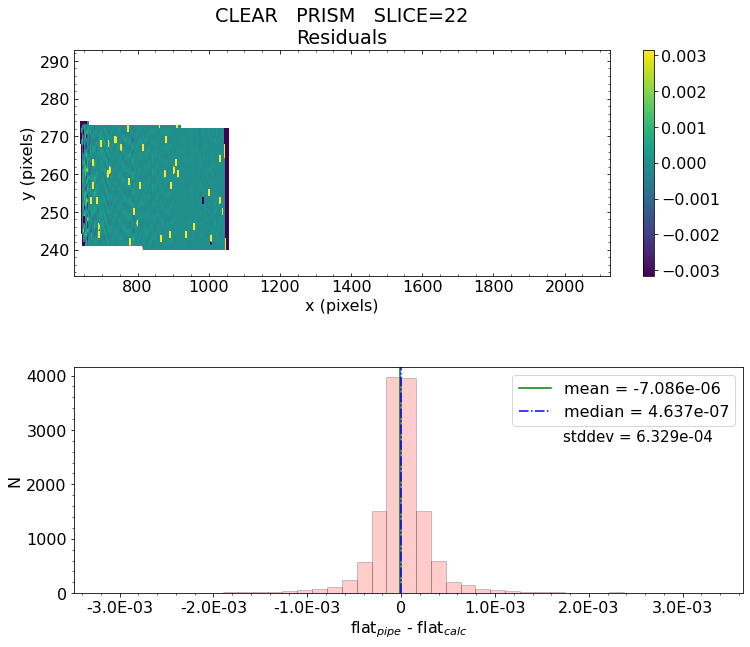 CLEAR PRISM SLICE=22
Residuals
290
280
270
260
250
240
y (pixels)
800 1000 1200 1400 1600 1800 2000
x (pixels)
0.003
0.002
0.001
0.000
−0.001
−0.002
−0.003
4000
3000
2000
1000
0
N
mean = -7.086e-06
median = 4.637e-07
stddev = 6.329e-04
-3.0E-03 -2.0E-03 -1.0E-03 0 1.0E-03 2.0E-03 3.0E-03
flat_pipe - flat_calc